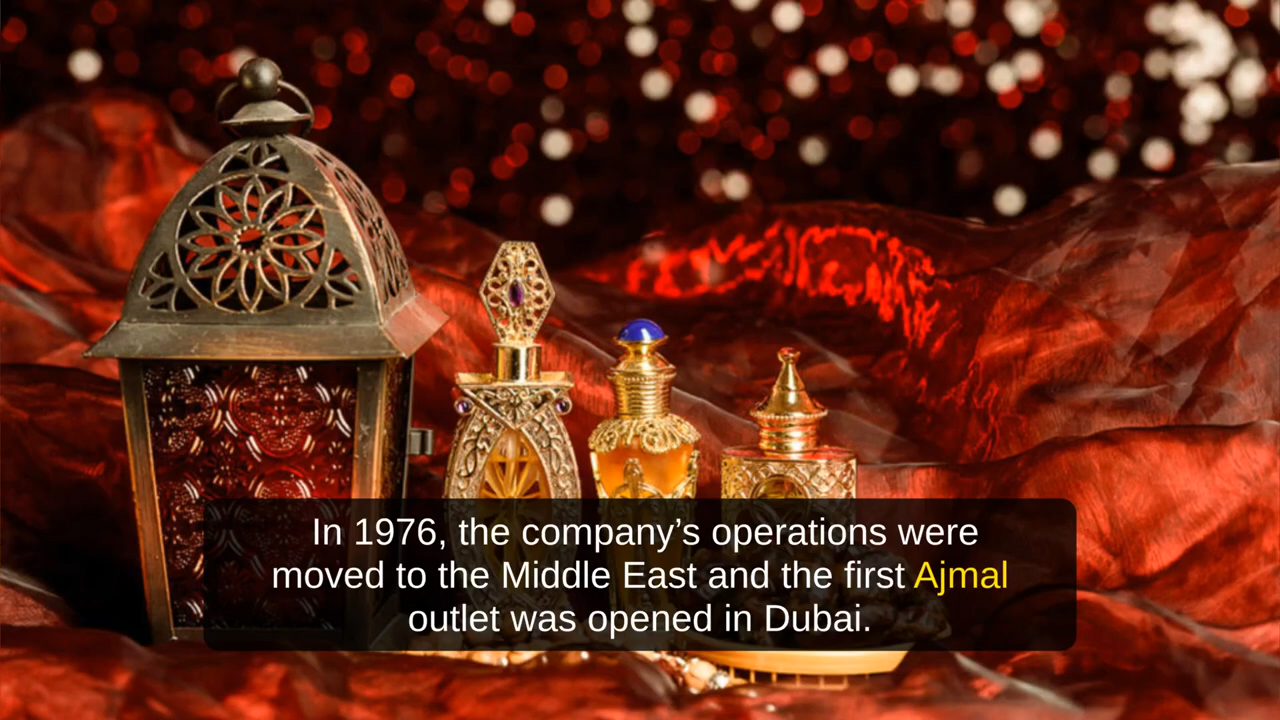 In 1976, the company’s operations were
moved to the Middle East and the first Ajmal
outlet was opened in Dubai.